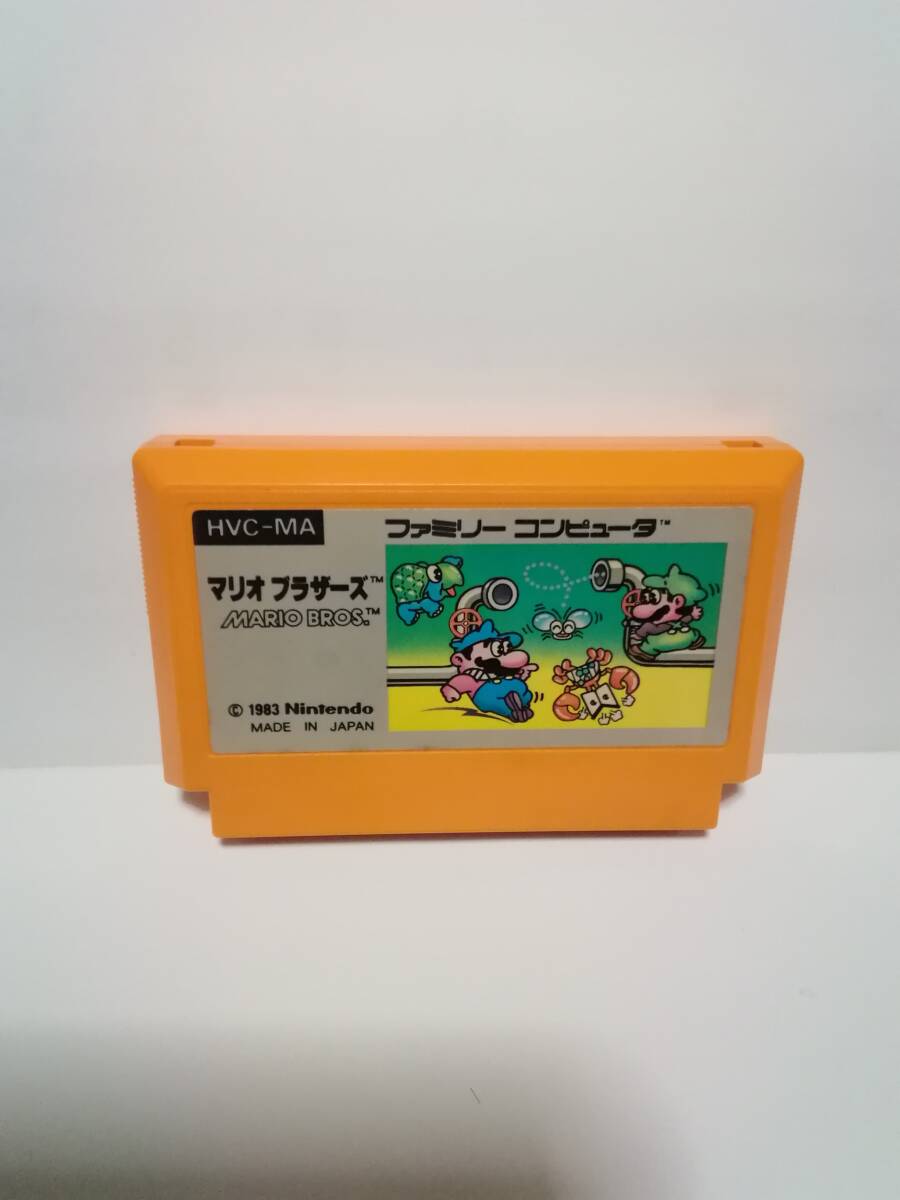 HVC-MA
ファミリー コンピュータ™
マリオ ブラザーズ™
MARIO BROS.™
© 1983 Nintendo
MADE IN JAPAN